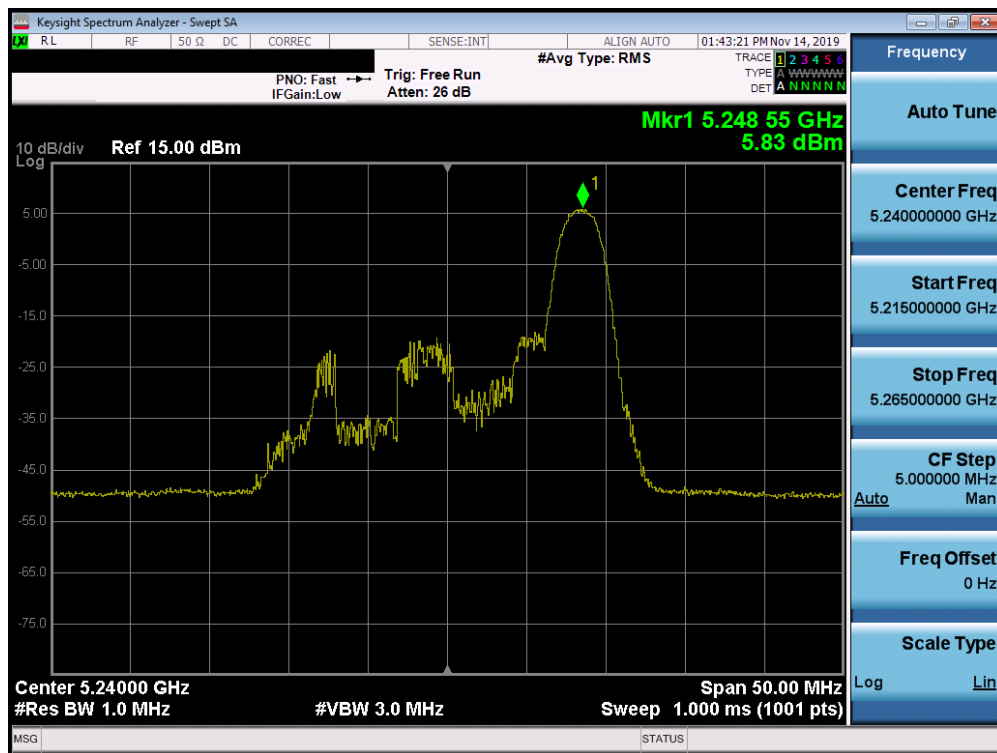 Keysight Spectrum Analyzer - Swept SA
LXI RL RF 50 Ω DC CORREC SENSE:INT ALIGN AUTO 01:43:21 PM Nov 14, 2019
PNO: Fast
IFGain:Low
Trig: Free Run
Atten: 26 dB
#Avg Type: RMS
TRACE 1 2 3 4 5 6
TYPE A WWWWWW
DET A N N N N N
Mkr1 5.248 55 GHz
5.83 dBm
10 dB/div Ref 15.00 dBm
Log
1
5.00
-5.00
-15.0
-25.0
-35.0
-45.0
-55.0
-65.0
-75.0
Center 5.24000 GHz Span 50.00 MHz
#Res BW 1.0 MHz #VBW 3.0 MHz Sweep 1.000 ms (1001 pts)
MSG STATUS
Frequency
Auto Tune
Center Freq
5.240000000 GHz
Start Freq
5.215000000 GHz
Stop Freq
5.265000000 GHz
CF Step
5.000000 MHz
Auto Man
Freq Offset
0 Hz
Scale Type
Log Lin